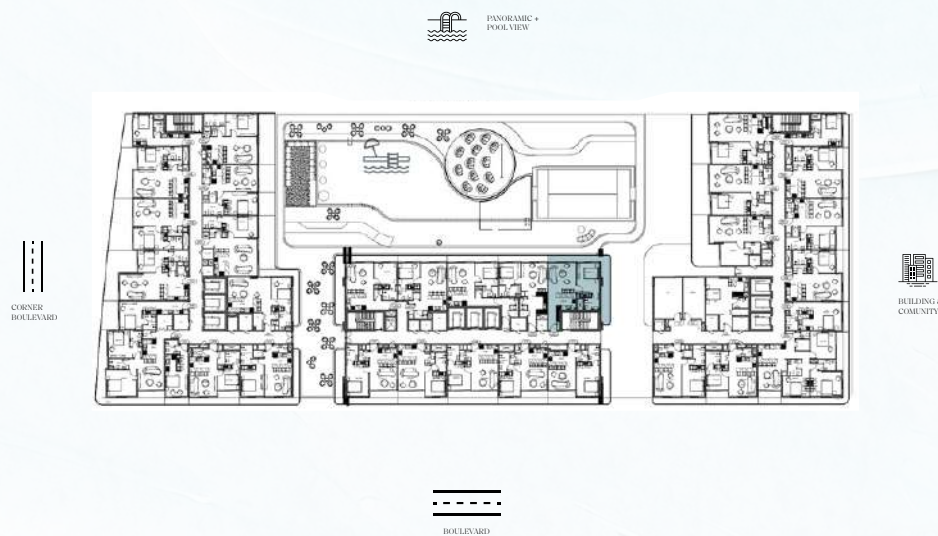 PANORAMIC +
POOL VIEW
CORNER
BOULEVARD
BUILDING
COMUNITY
BOULEVARD